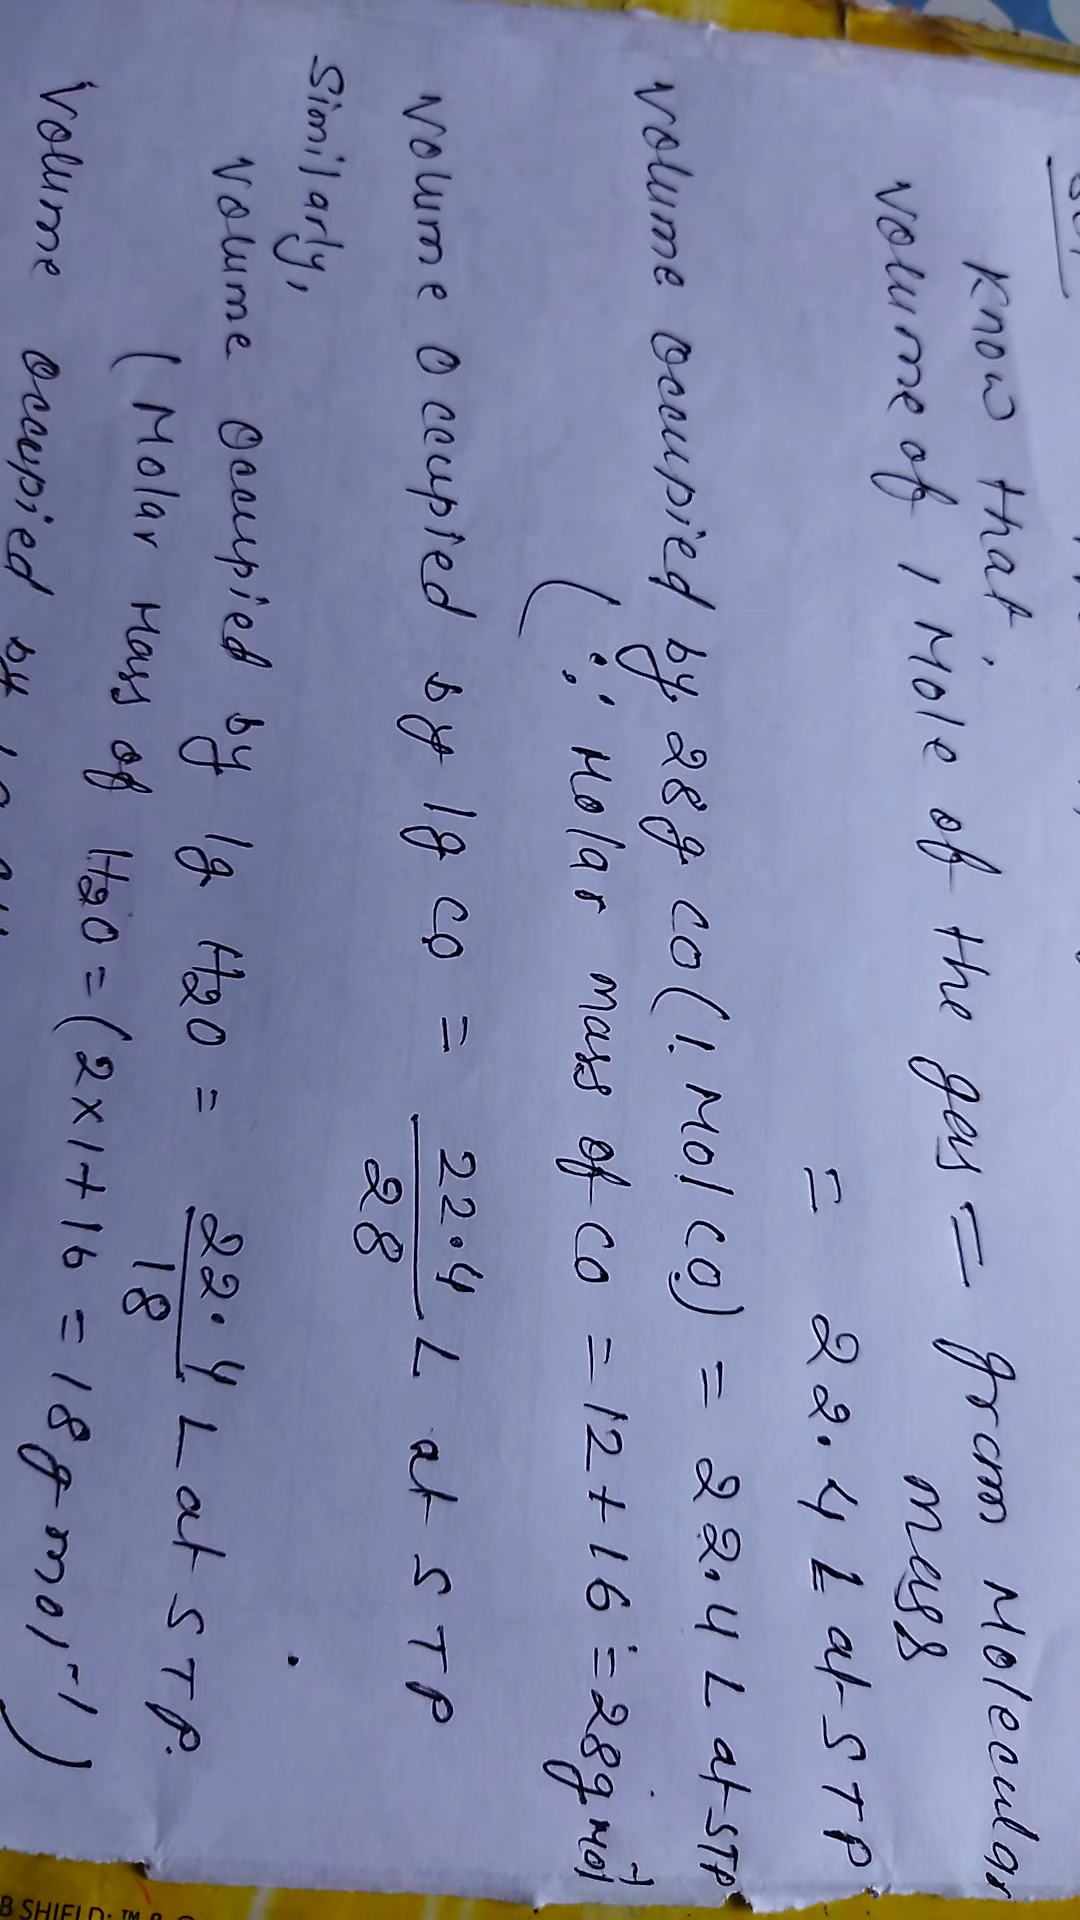 Know that,
Volume of 1 Mole of the gas = gram Molecular
mass
= 22.4 L at STP
Volume occupied by 28g CO (1. Mol CO) = 22.4 L at STP
(∵ Molar mass of CO = 12 + 16 = 28g mol-1
Volume Occupied by 1g CO = 22.4/28 L at STP
Similarly,
Volume Occupied by 1g H2O = 22.4/18 L at STP.
(Molar Mass of H2O = (2x1+16 = 18g mol-1)
Volume occupied by
B SHIELD: ™